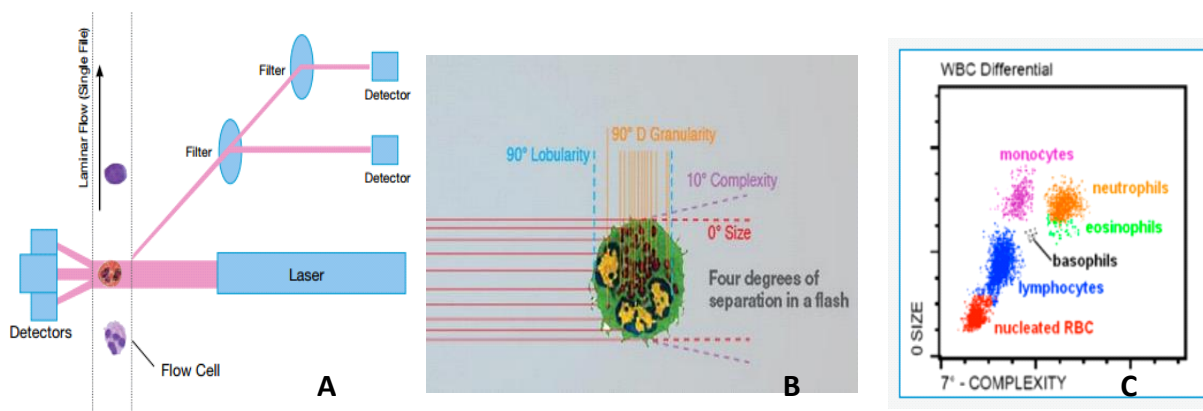 Laminar Flow (Single File)
Filter
Detector
Filter
Detector
Laser
Detectors
Flow Cell
A
90° D Granularity
90° Lobularity
10° Complexity
0° Size
Four degrees of
separation in a flash
B
WBC Differential
monocytes
neutrophils
eosinophils
basophils
lymphocytes
nucleated RBC
0 SIZE
7° - COMPLEXITY
C